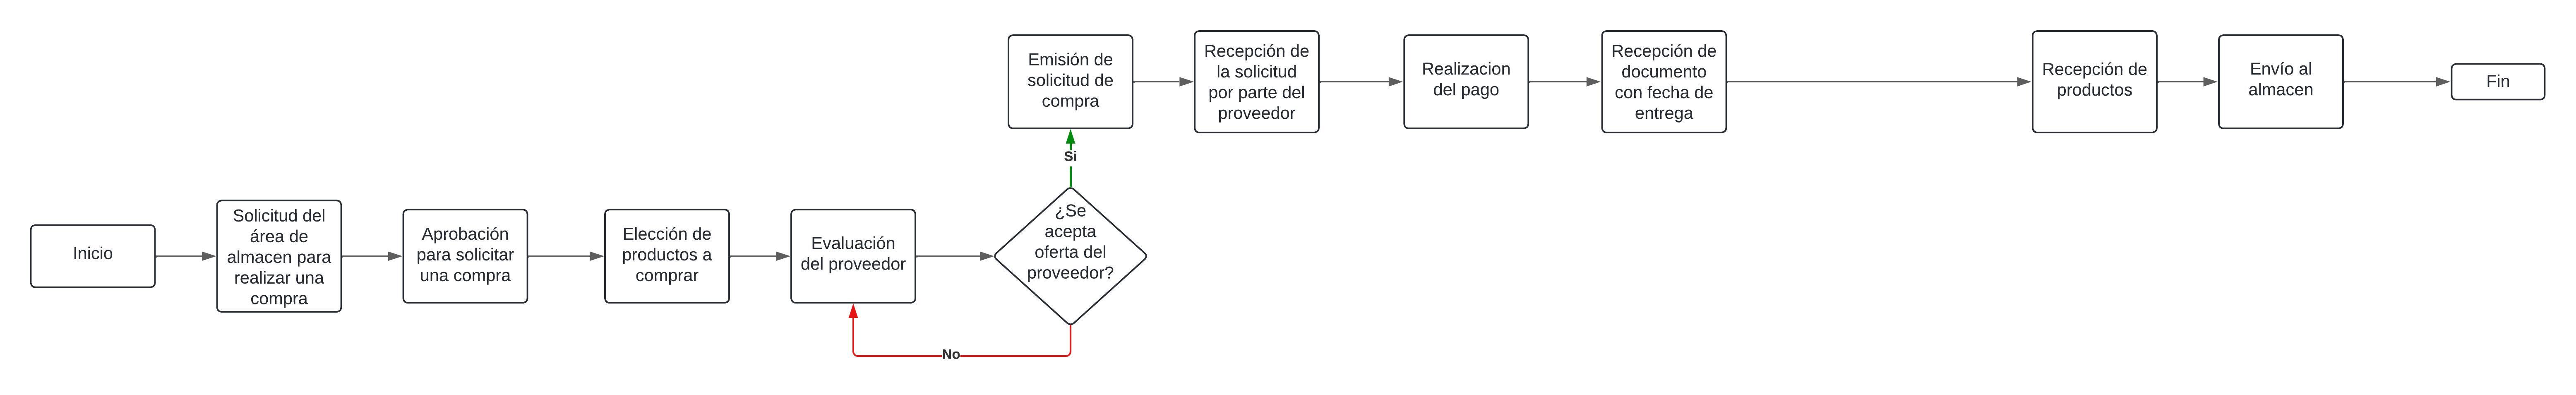 Inicio
Solicitud del
área de
almacen para
realizar una
compra
Aprobación
para solicitar
una compra
Elección de
productos a
comprar
Evaluación
del proveedor
¿Se
acepta
oferta del
proveedor?
No
Si
Emisión de
solicitud de
compra
Recepción de
la solicitud
por parte del
proveedor
Realizacion
del pago
Recepción de
documento
con fecha de
entrega
Recepción de
productos
Envío al
almacen
Fin